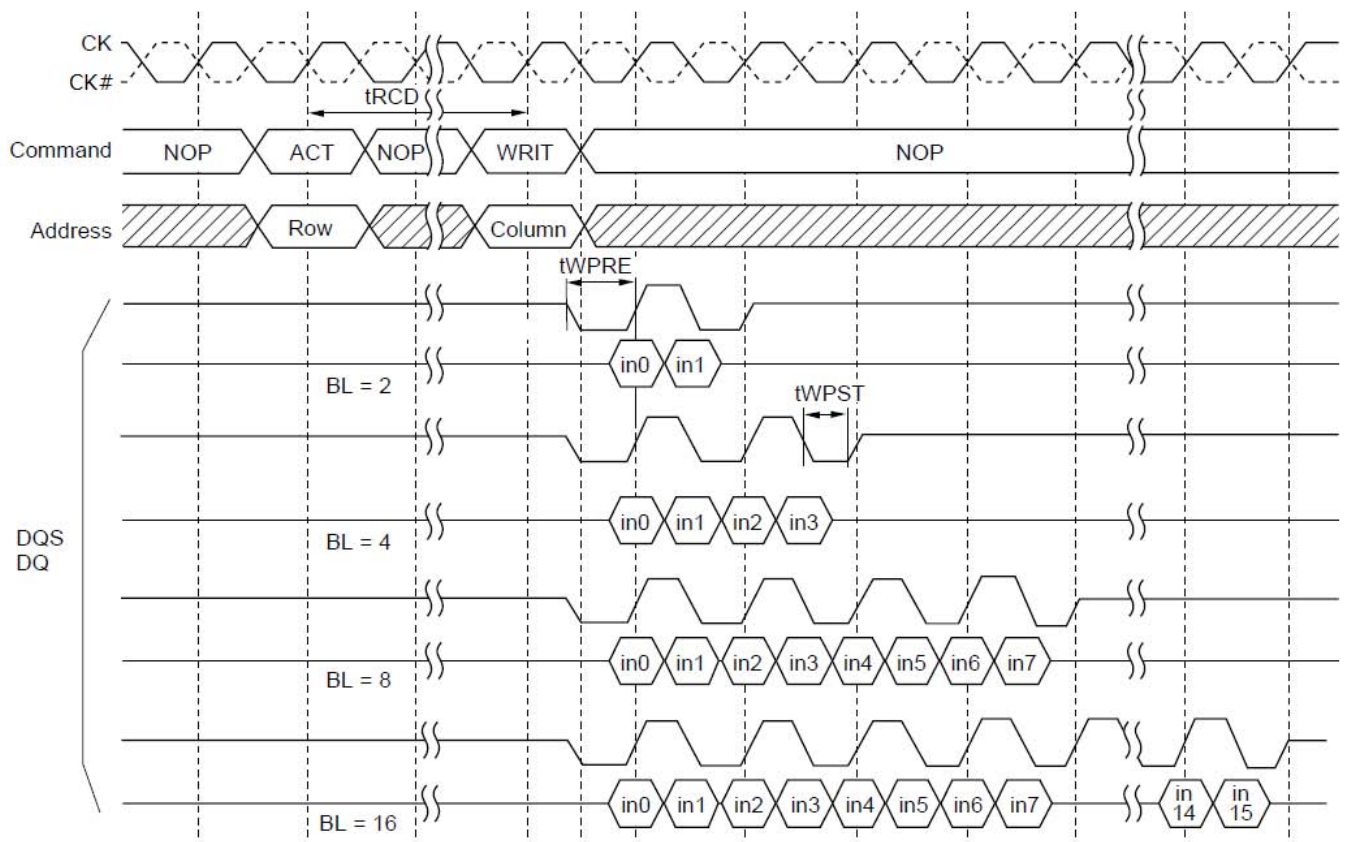 CK
CK#
tRCD
Command NOP ACT NOP WRIT NOP
Address Row Column
tWPRE
in0 in1
BL = 2
tWPST
in0 in1 in2 in3
BL = 4
DQS
DQ
in0 in1 in2 in3 in4 in5 in6 in7
BL = 8
in0 in1 in2 in3 in4 in5 in6 in7 in 14 in 15
BL = 16